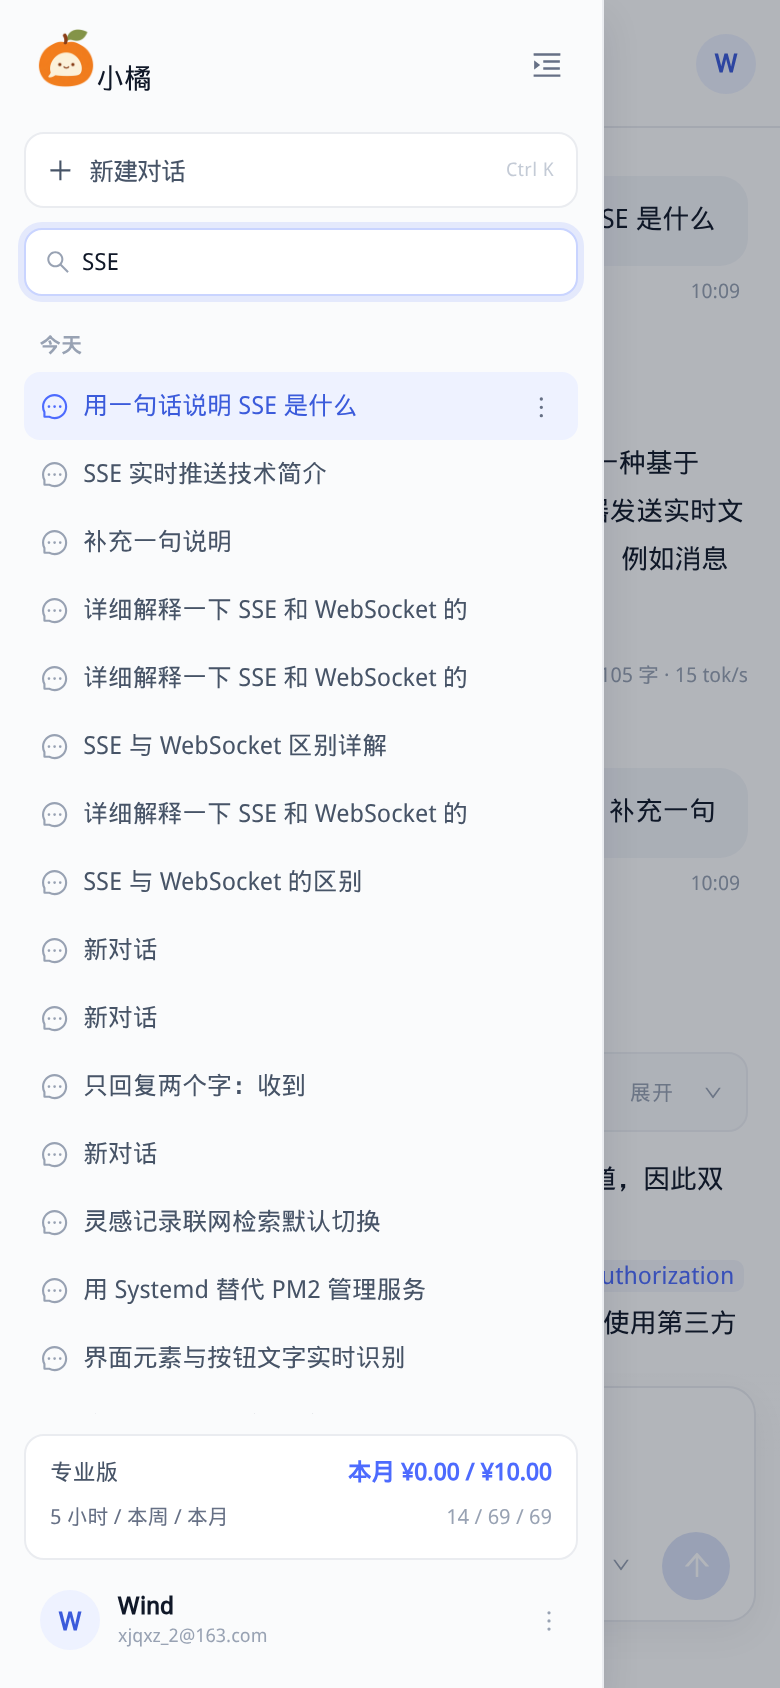 小橘
新建对话 Ctrl K
SSE
今天
用一句话说明 SSE 是什么
SSE 实时推送技术简介
补充一句说明
详细解释一下 SSE 和 WebSocket 的
详细解释一下 SSE 和 WebSocket 的
SSE 与 WebSocket 区别详解
详细解释一下 SSE 和 WebSocket 的
SSE 与 WebSocket 的区别
新对话
新对话
只回复两个字：收到
新对话
灵感记录联网检索默认切换
用 Systemd 替代 PM2 管理服务
界面元素与按钮文字实时识别
专业版 本月 ¥0.00 / ¥10.00
5 小时 / 本周 / 本月 14 / 69 / 69
W
Wind
xjqxz_2@163.com
W
SE 是什么
10:09
一种基于
发送实时文
例如消息
105 字 · 15 tok/s
补充一句
10:09
展开
道，因此双
uthorization
使用第三方